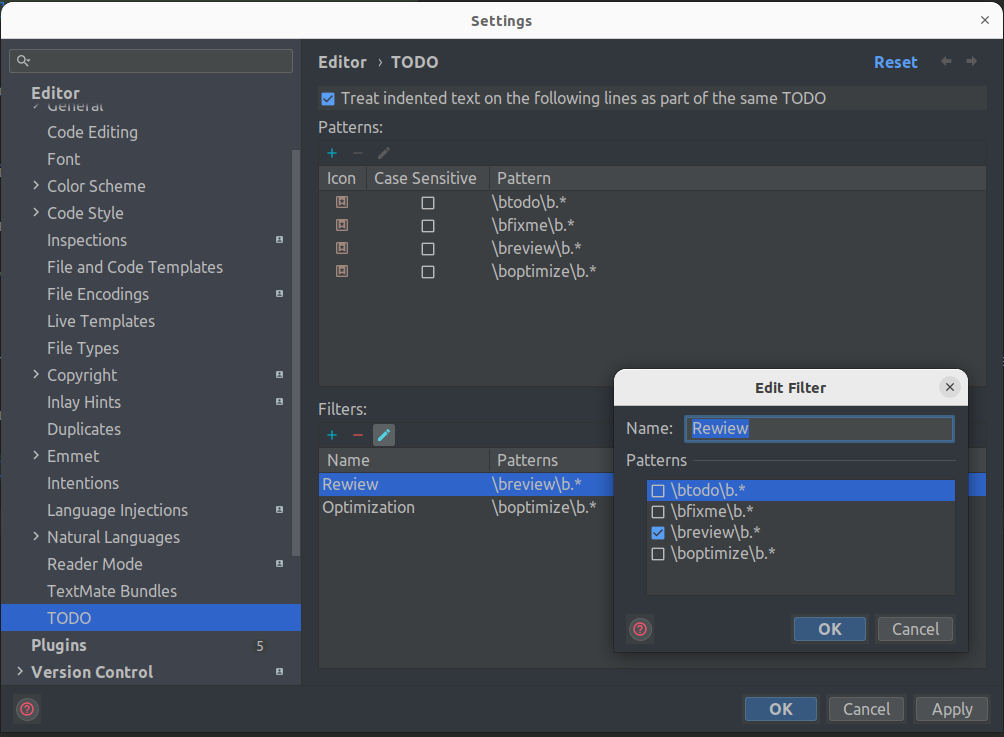 Settings
Editor
General
Code Editing
Font
Color Scheme
Code Style
Inspections
File and Code Templates
File Encodings
Live Templates
File Types
Copyright
Inlay Hints
Duplicates
Emmet
Intentions
Language Injections
Natural Languages
Reader Mode
TextMate Bundles
TODO
Plugins 5
Version Control
Editor › TODO Reset
Treat indented text on the following lines as part of the same TODO
Patterns:
Icon Case Sensitive Pattern
\btodo\b.*
\bfixme\b.*
\breview\b.*
\boptimize\b.*
Filters:
Name Patterns
Rewiew \breview\b.*
Optimization \boptimize\b.*
Edit Filter
Name: Rewiew
Patterns
\btodo\b.*
\bfixme\b.*
\breview\b.*
\boptimize\b.*
OK Cancel
OK Cancel Apply